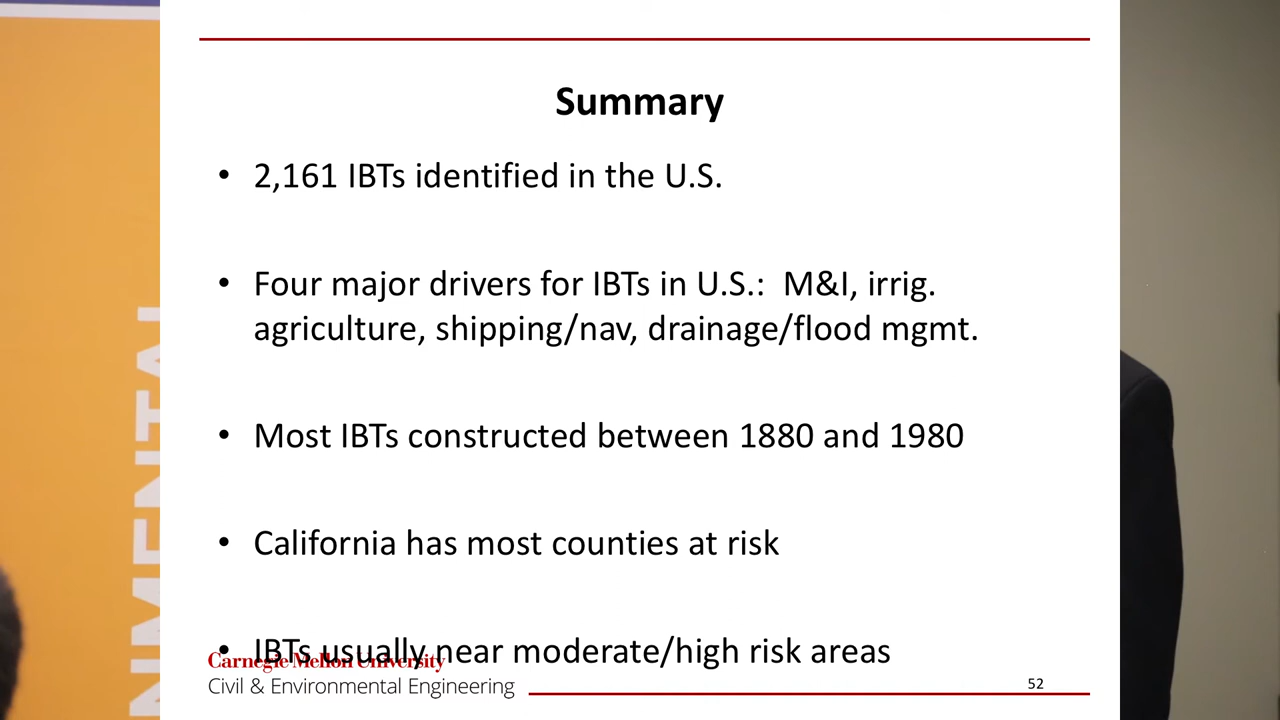 Summary
• 2,161 IBTs identified in the U.S.
• Four major drivers for IBTs in U.S.: M&I, irrig.
agriculture, shipping/nav, drainage/flood mgmt.
• Most IBTs constructed between 1880 and 1980
• California has most counties at risk
• IBTs usually near moderate/high risk areas
Carnegie Mellon University
Civil & Environmental Engineering
52
NMENTAL